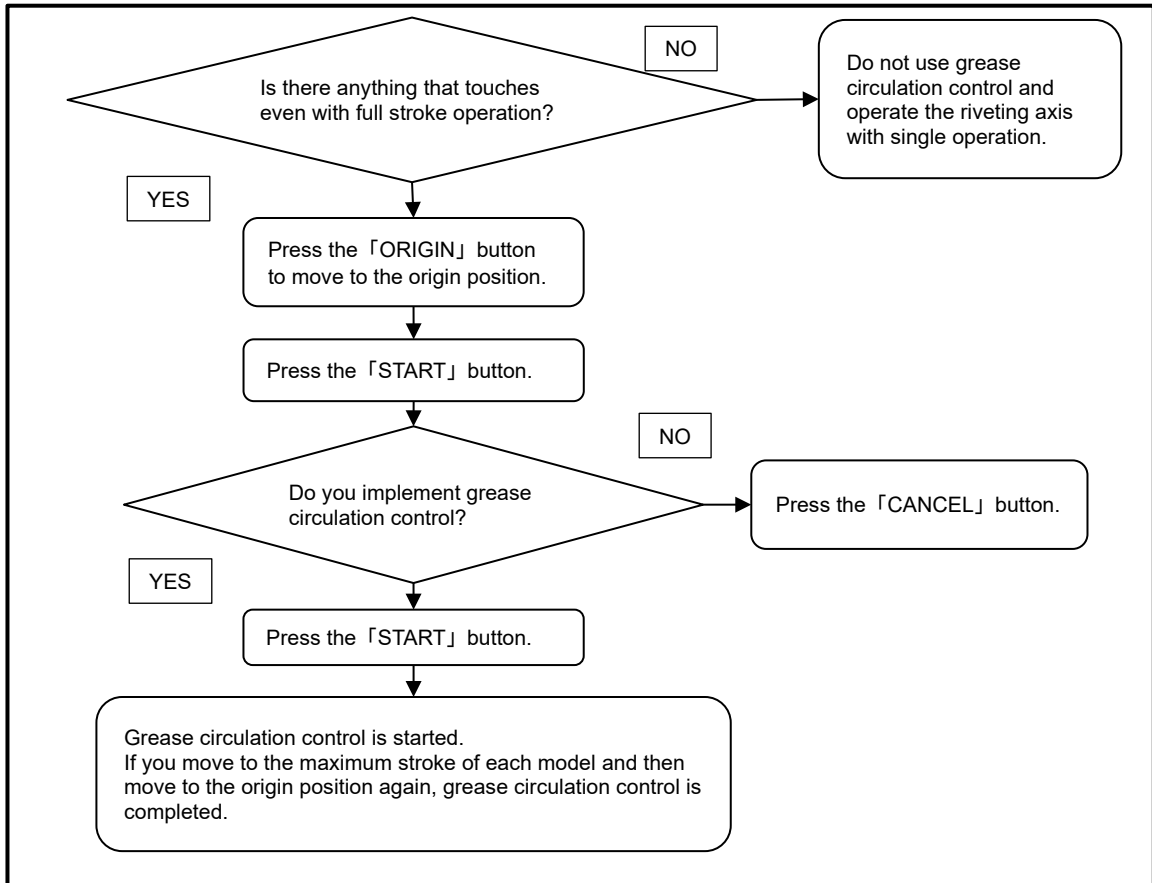 Is there anything that touches
even with full stroke operation?
NO
Do not use grease
circulation control and
operate the riveting axis
with single operation.
YES
Press the「ORIGIN」button
to move to the origin position.
Press the「START」button.
Do you implement grease
circulation control?
NO
Press the「CANCEL」button.
YES
Press the「START」button.
Grease circulation control is started.
If you move to the maximum stroke of each model and then
move to the origin position again, grease circulation control is
completed.